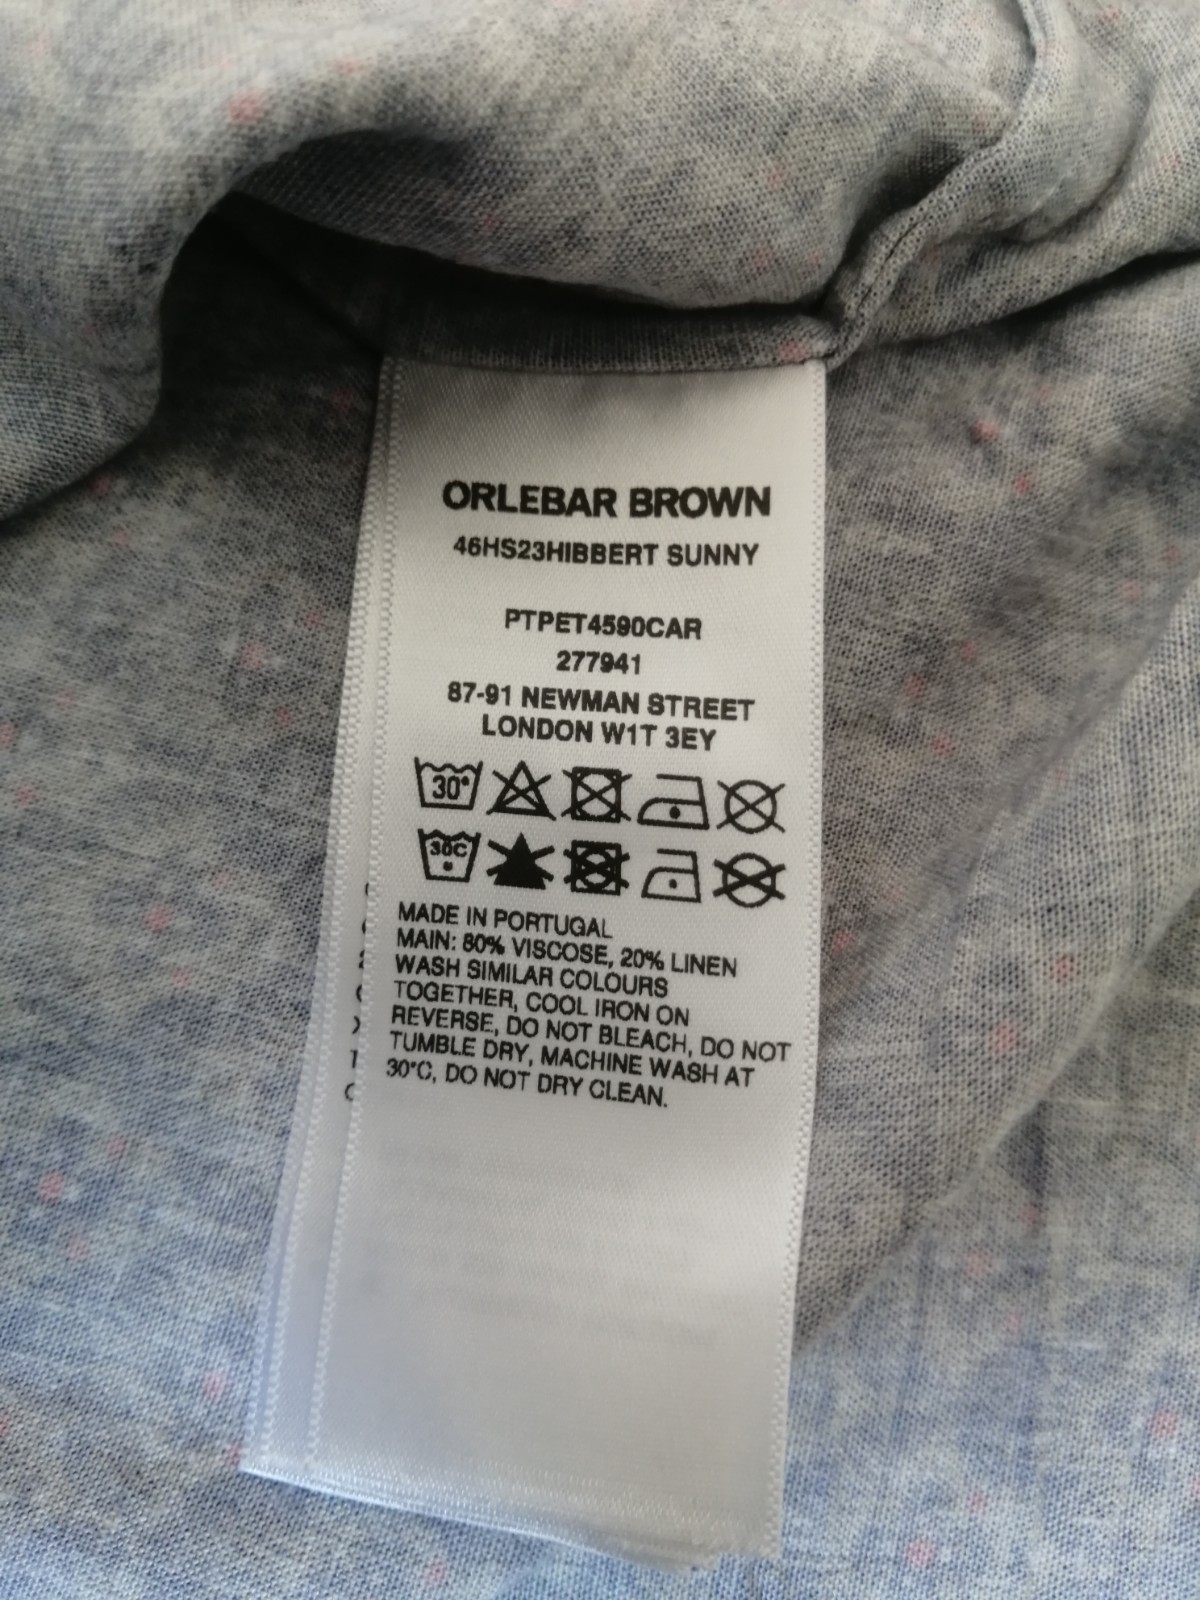 ORLEBAR BROWN
46HS23HIBBERT SUNNY
PTPET4590CAR
277941
87-91 NEWMAN STREET
LONDON W1T 3EY
30°
30C
MADE IN PORTUGAL
MAIN: 80% VISCOSE, 20% LINEN
WASH SIMILAR COLOURS
TOGETHER, COOL IRON ON
REVERSE, DO NOT BLEACH, DO NOT
TUMBLE DRY, MACHINE WASH AT
30°C, DO NOT DRY CLEAN.